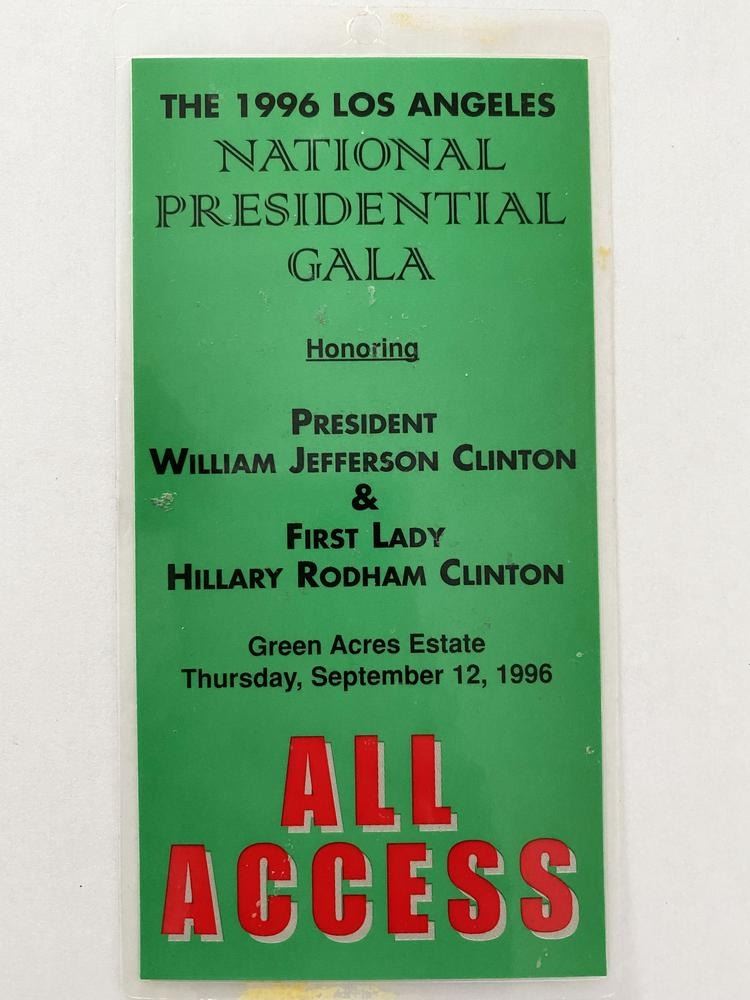 THE 1996 LOS ANGELES
NATIONAL
PRESIDENTIAL
GALA
Honoring
PRESIDENT
WILLIAM JEFFERSON CLINTON
&
FIRST LADY
HILLARY RODHAM CLINTON
Green Acres Estate
Thursday, September 12, 1996
ALL
ACCESS